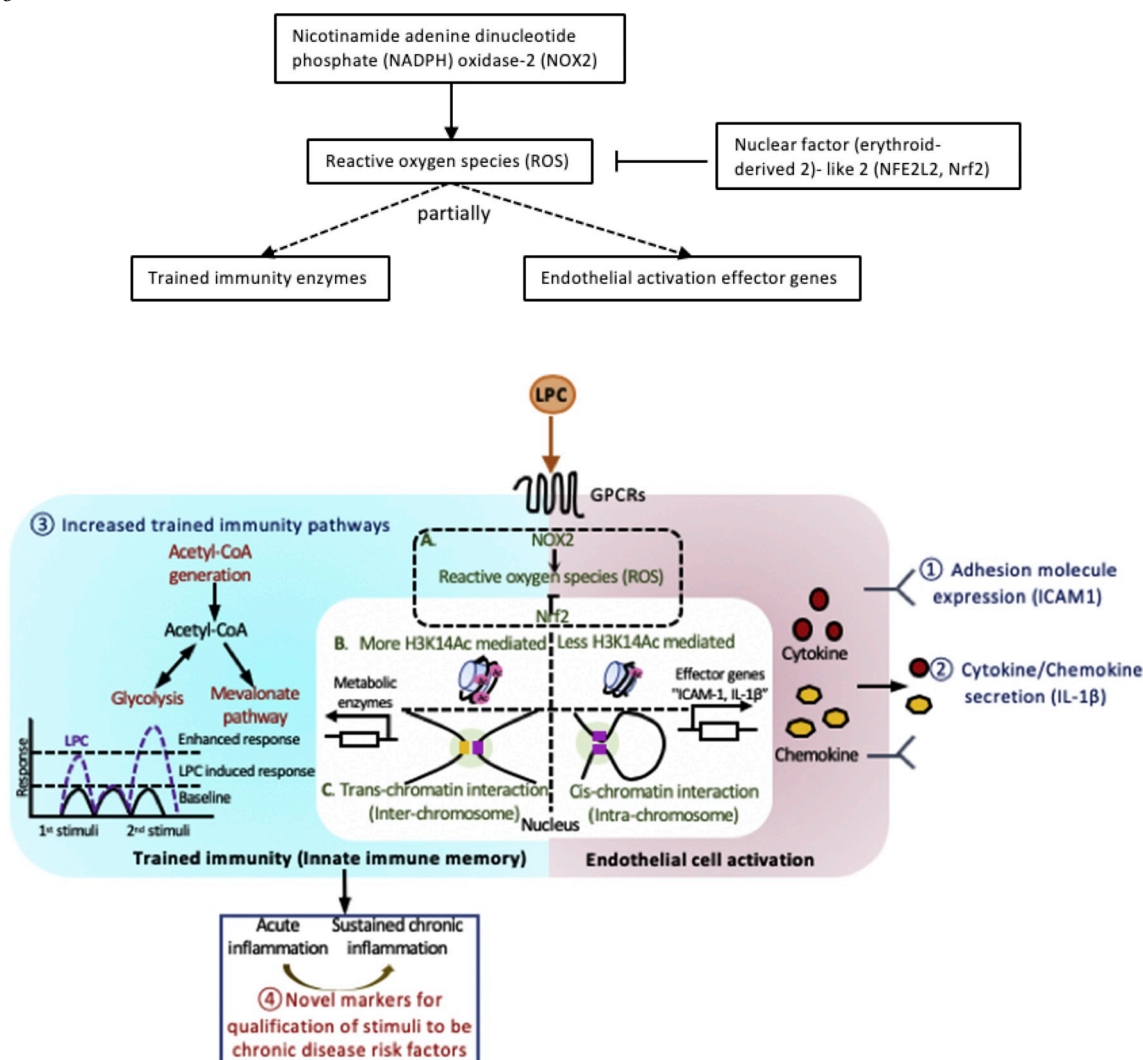 Nicotinamide adenine dinucleotide
phosphate (NADPH) oxidase-2 (NOX2)
Reactive oxygen species (ROS)
Nuclear factor (erythroid-
derived 2)- like 2 (NFE2L2, Nrf2)
partially
Trained immunity enzymes
Endothelial activation effector genes
LPC
GPCRs
③ Increased trained immunity pathways
Acetyl-CoA
generation
Acetyl-CoA
Glycolysis
Mevalonate
pathway
Response
LPC
Enhanced response
LPC induced response
Baseline
1st stimuli
2nd stimuli
A.
NOX2
Reactive oxygen species (ROS)
Nrf2
B. More H3K14Ac mediated
Less H3K14Ac mediated
Metabolic
enzymes
Effector genes
"ICAM-1, IL-1β"
C. Trans-chromatin interaction
(Inter-chromosome)
Cis-chromatin interaction
(Intra-chromosome)
Nucleus
Cytokine
Chemokine
① Adhesion molecule
expression (ICAM1)
② Cytokine/Chemokine
secretion (IL-1β)
Trained immunity (Innate immune memory)
Endothelial cell activation
Acute
inflammation
Sustained chronic
inflammation
④ Novel markers for
qualification of stimuli to be
chronic disease risk factors